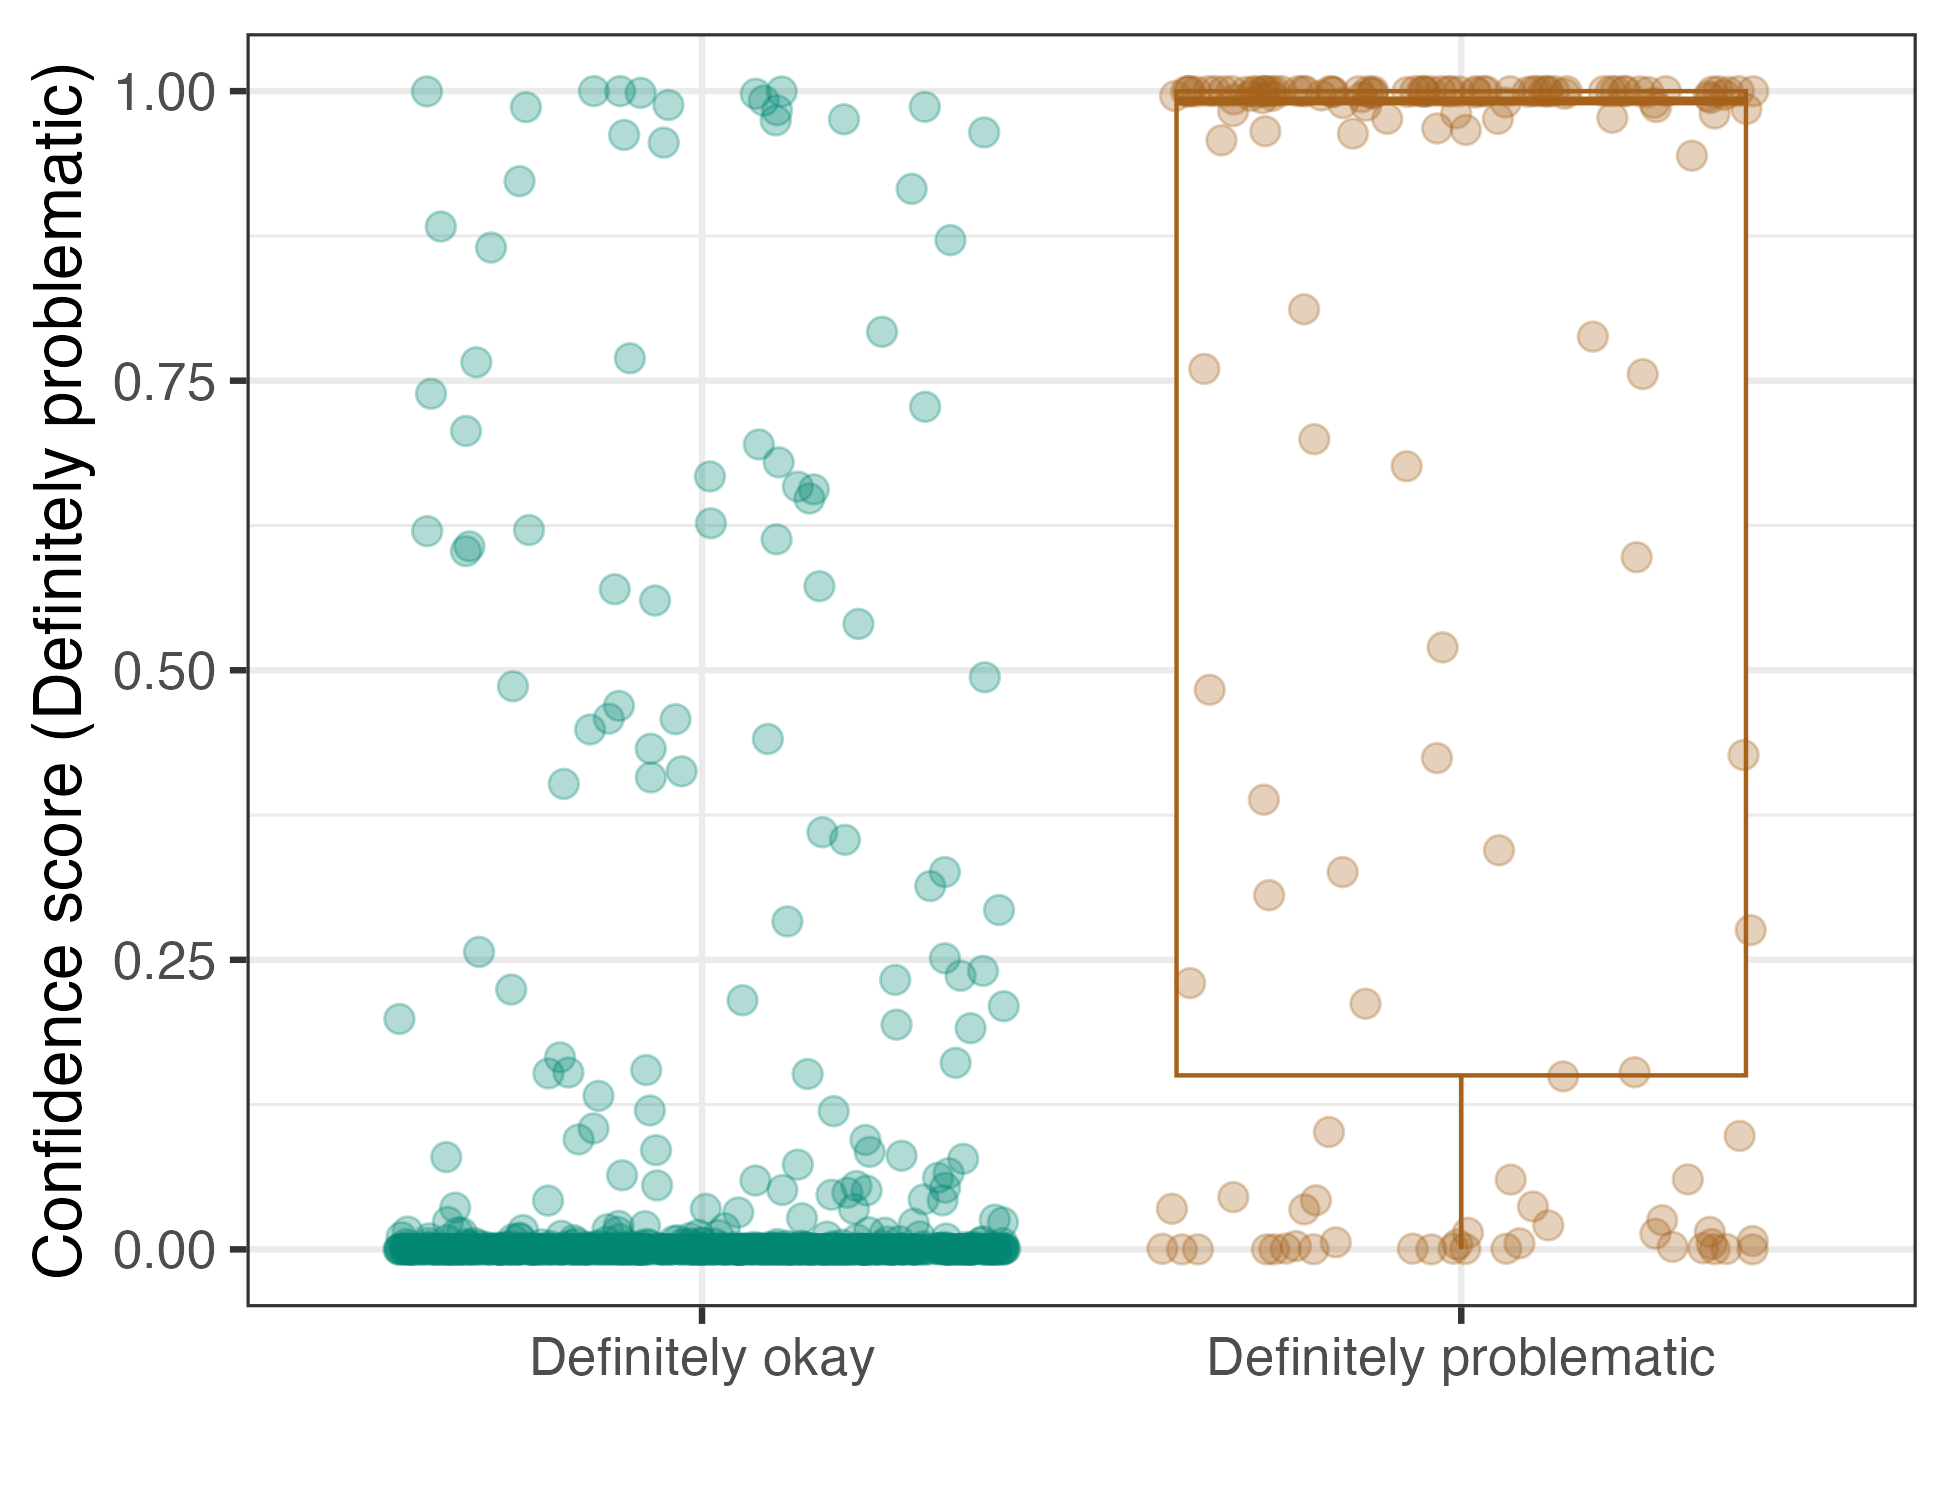 Confidence score (Definitely problematic)
1.00
0.75
0.50
0.25
0.00
Definitely okay
Definitely problematic